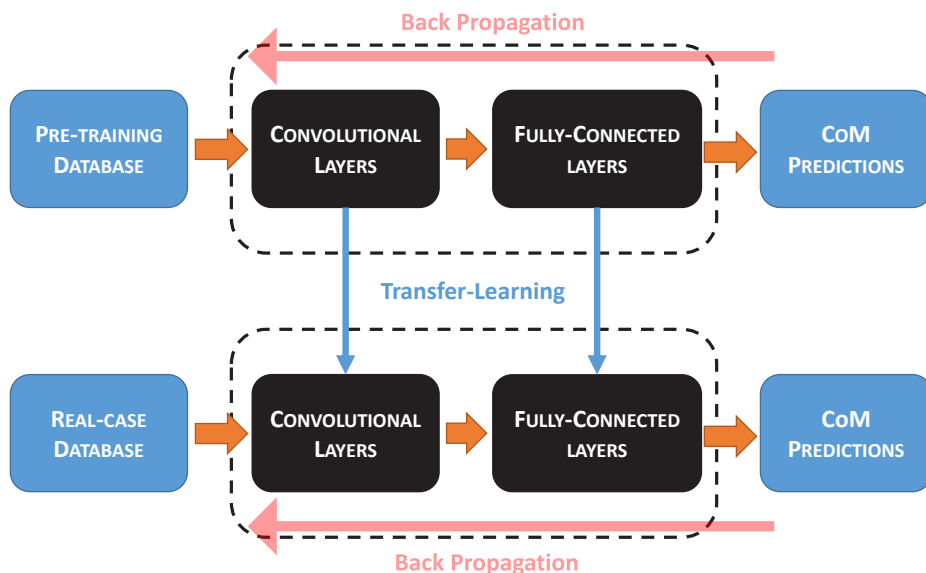 Back Propagation
Pre-training
Database
Convolutional
Layers
Fully-Connected
layers
CoM
Predictions
Transfer-Learning
Real-case
Database
Convolutional
Layers
Fully-Connected
layers
CoM
Predictions
Back Propagation